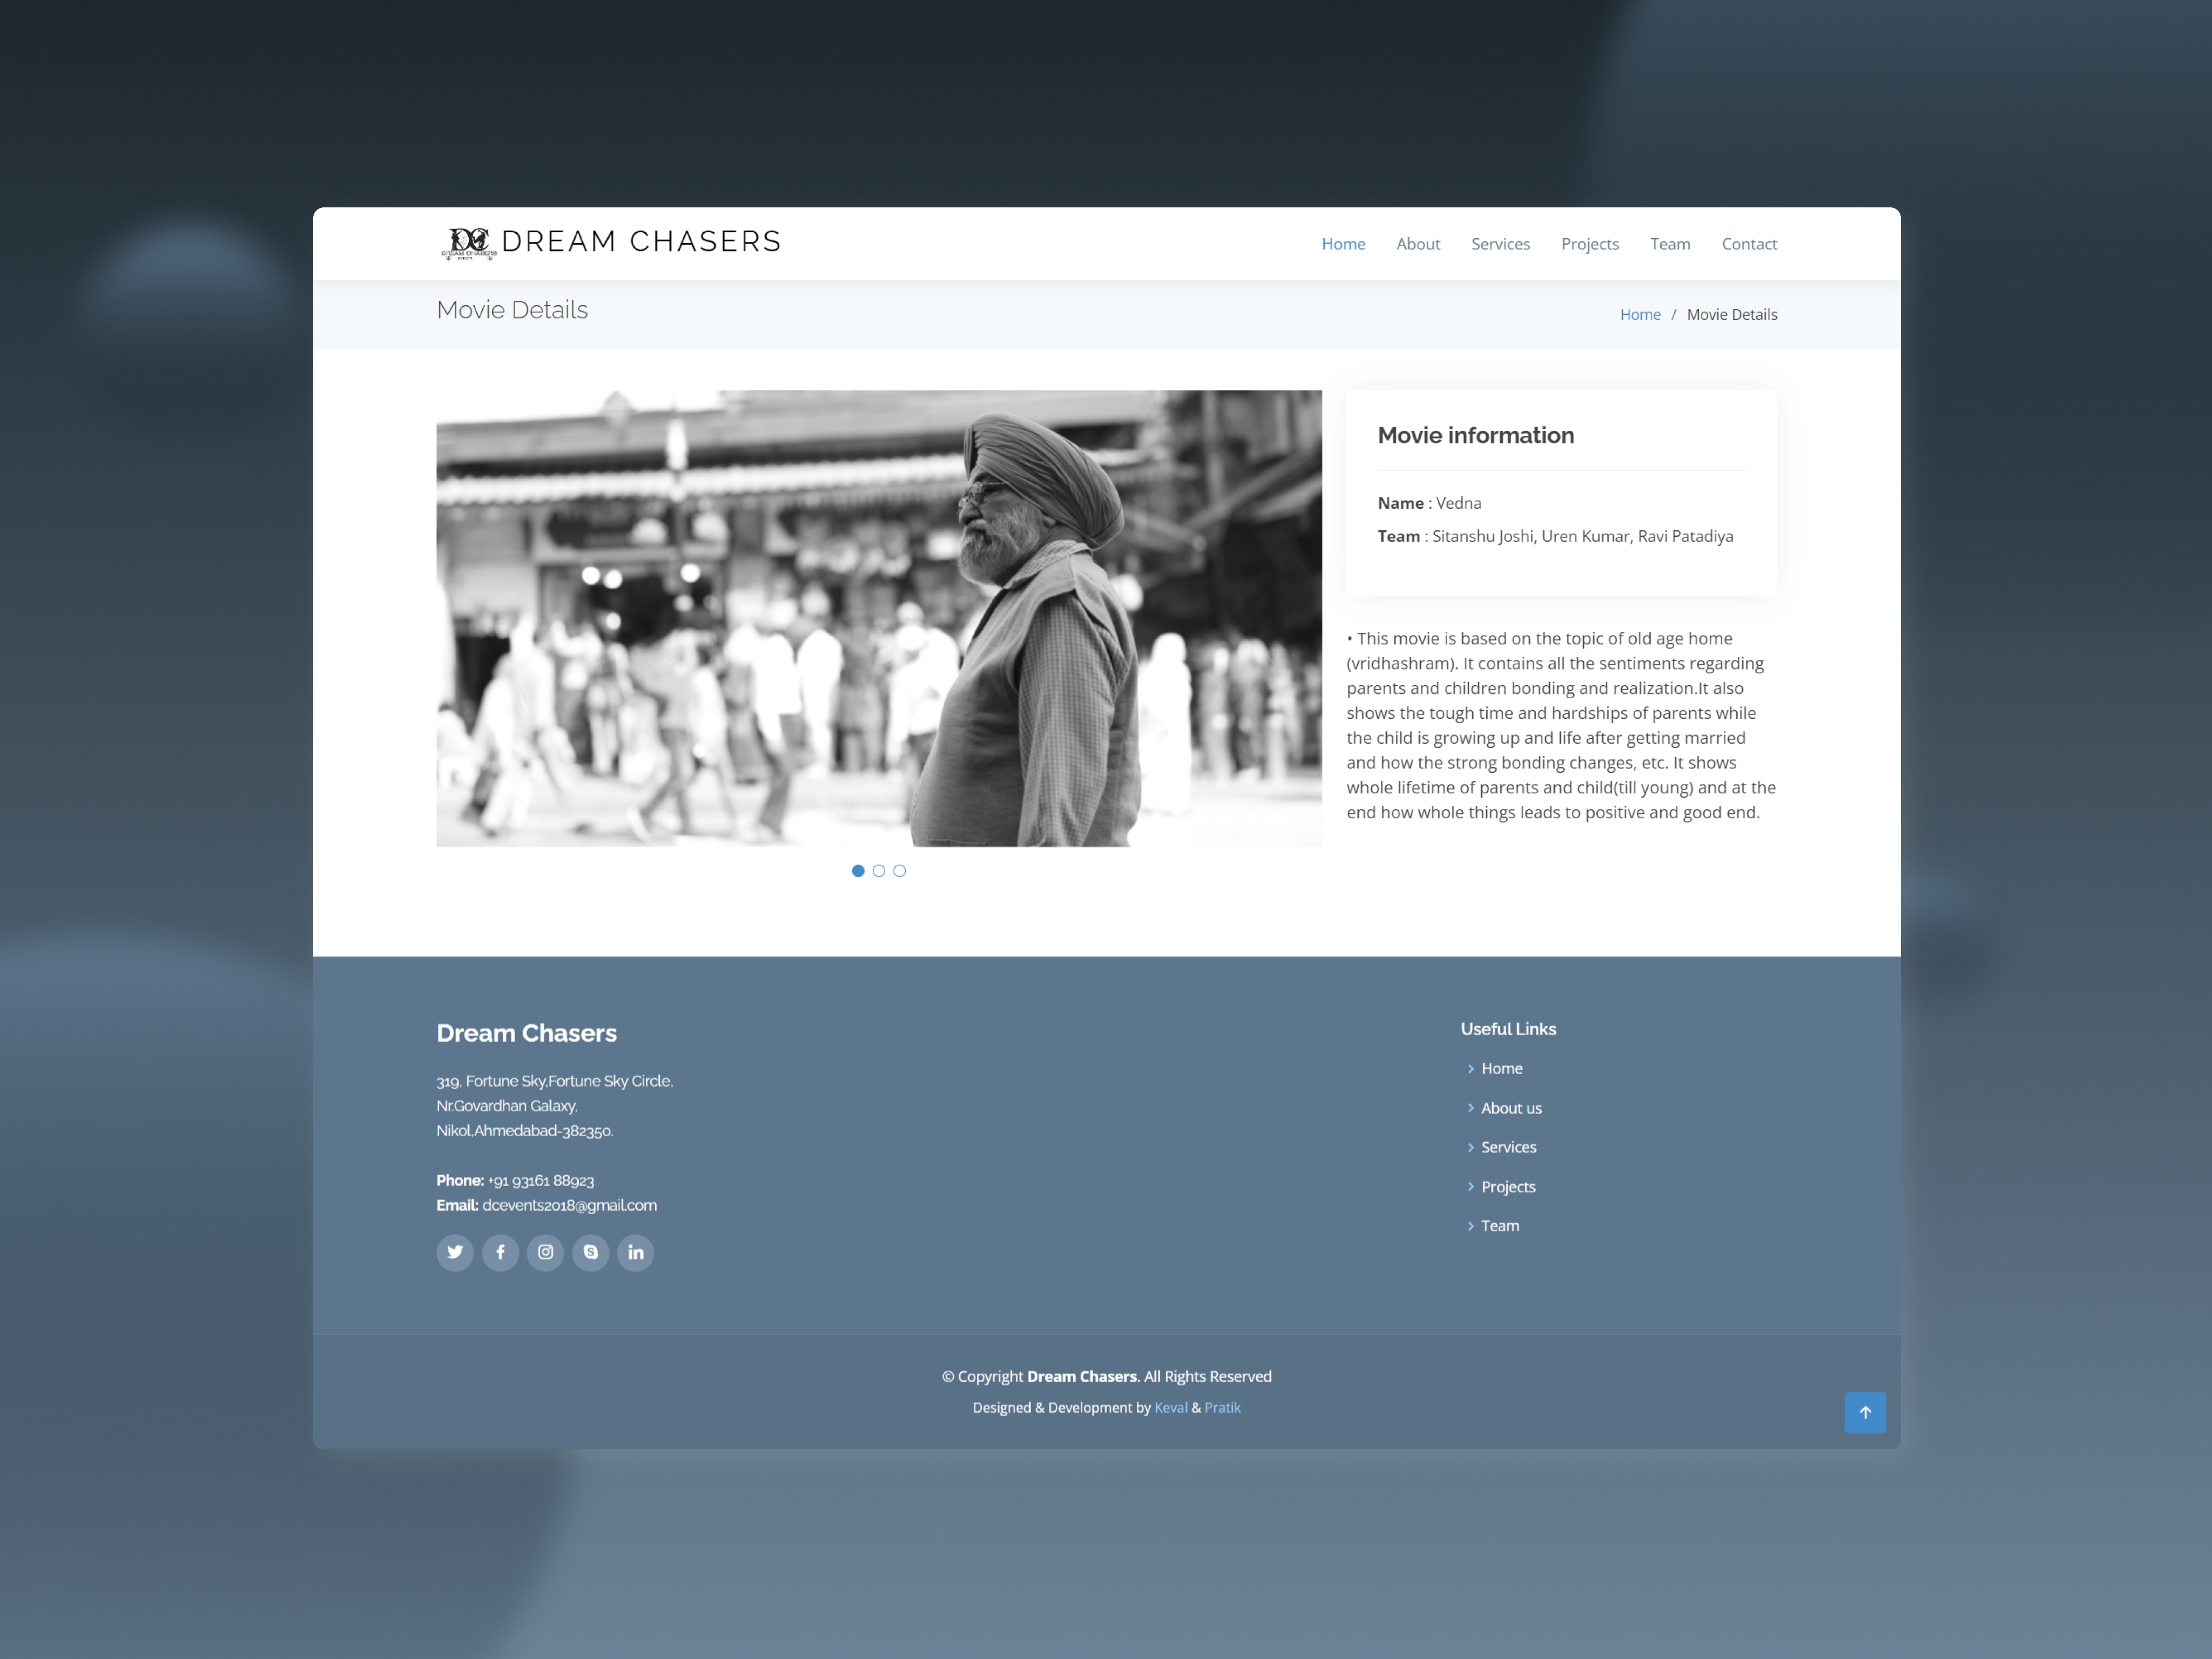 DC
DREAM CHASERS
DREAM CHASERS
Home About Services Projects Team Contact
Movie Details
Home / Movie Details
Movie information
Name : Vedna
Team : Sitanshu Joshi, Uren Kumar, Ravi Patadiya
• This movie is based on the topic of old age home
(vridhashram). It contains all the sentiments regarding
parents and children bonding and realization.It also
shows the tough time and hardships of parents while
the child is growing up and life after getting married
and how the strong bonding changes, etc. It shows
whole lifetime of parents and child(till young) and at the
end how whole things leads to positive and good end.
Dream Chasers
319, Fortune Sky,Fortune Sky Circle,
Nr.Govardhan Galaxy,
Nikol,Ahmedabad-382350.
Phone: +91 93161 88923
Email: dcevents2018@gmail.com
Useful Links
Home
About us
Services
Projects
Team
© Copyright Dream Chasers. All Rights Reserved
Designed & Development by Keval & Pratik